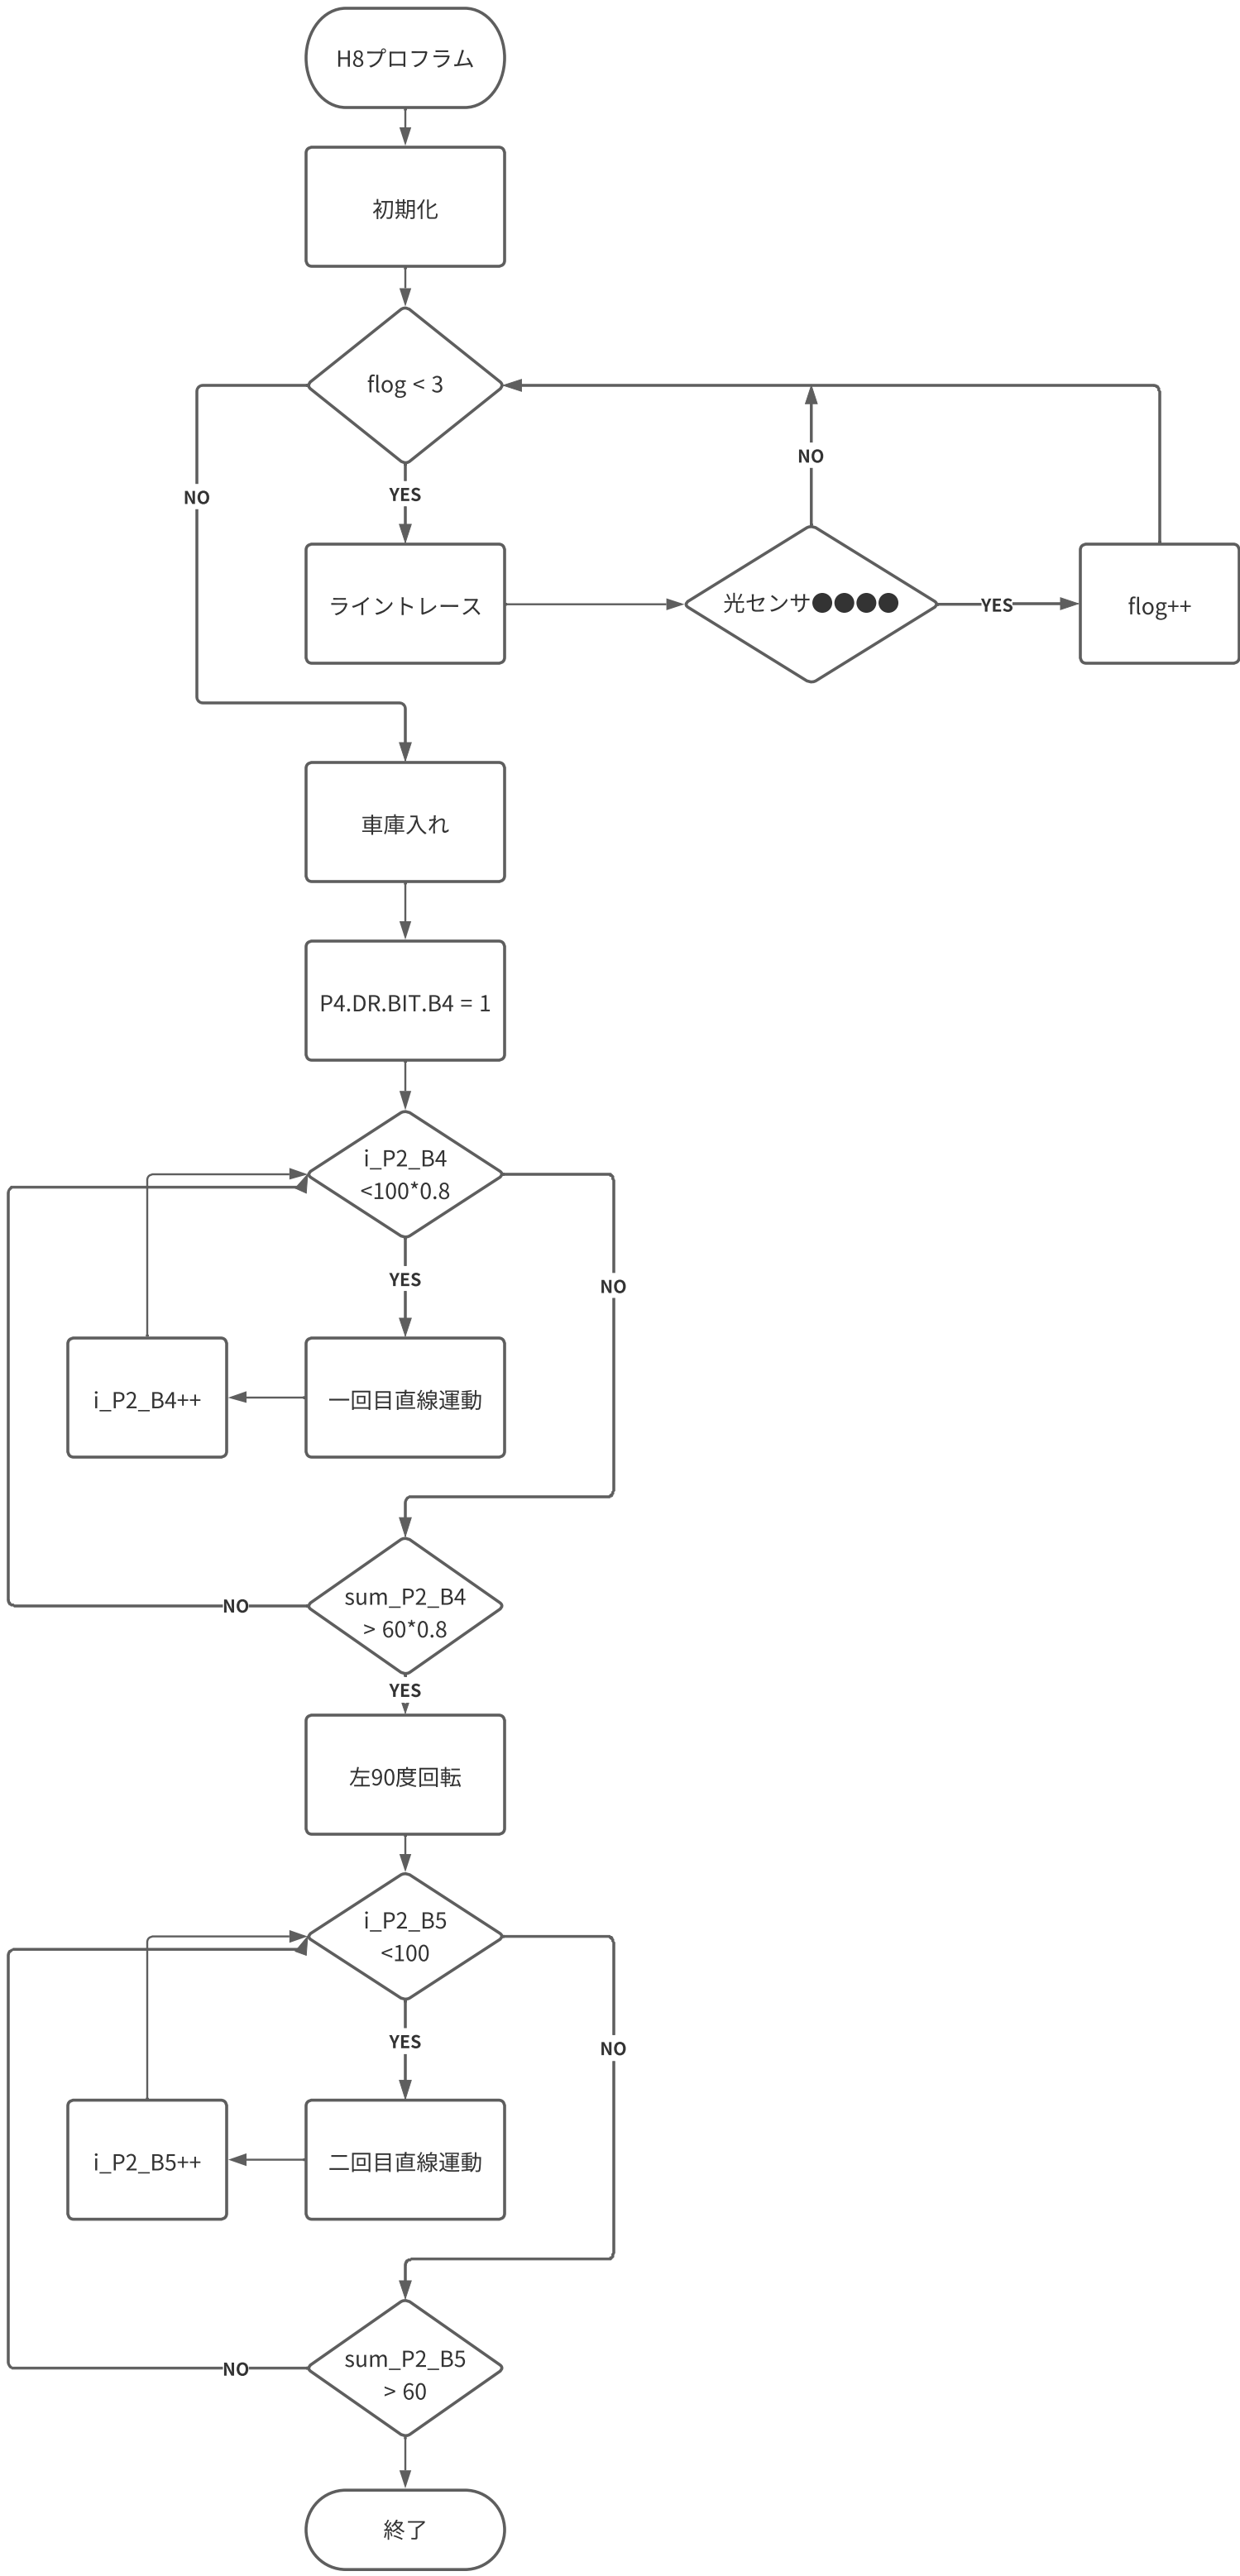 H8プロフラム
初期化
flog < 3
NO
YES
NO
ライントレース
光センサ●●●●
YES
flog++
車庫入れ
P4.DR.BIT.B4 = 1
i_P2_B4
<100*0.8
YES
NO
i_P2_B4++
一回目直線運動
sum_P2_B4
> 60*0.8
NO
YES
左90度回転
i_P2_B5
<100
YES
NO
i_P2_B5++
二回目直線運動
sum_P2_B5
> 60
NO
終了